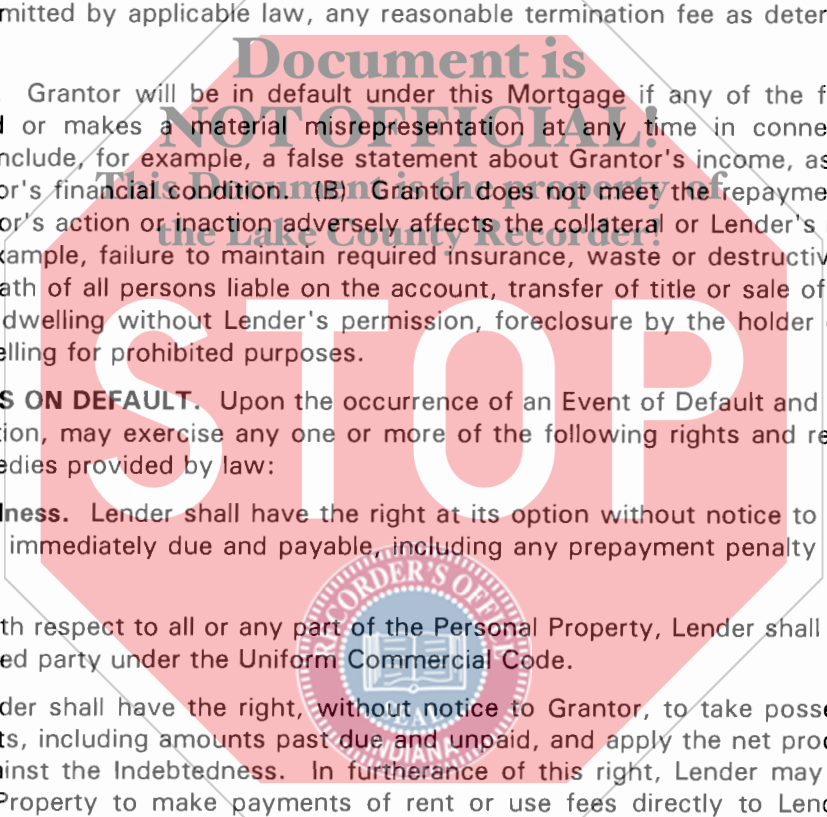 mitted by applicable law, any reasonable termination fee as deter
Document is
Grantor will be in default under this Mortgage if any of the f
NOT OFFICIAL!
or makes a material misrepresentation at any time in conne
nclude, for example, a false statement about Grantor's income, as
This Document is the property of
or's financial condition. (B) Grantor does not meet the repayme
or's action or inaction adversely affects the collateral or Lender's
the Lake County Recorder!
ample, failure to maintain required insurance, waste or destructiv
ath of all persons liable on the account, transfer of title or sale of
dwelling without Lender's permission, foreclosure by the holder
elling for prohibited purposes.
STOP
S ON DEFAULT. Upon the occurrence of an Event of Default and
ion, may exercise any one or more of the following rights and re
edies provided by law:
lness. Lender shall have the right at its option without notice to
immediately due and payable, including any prepayment penalty
RECORDER'S OFFICE
th respect to all or any part of the Personal Property, Lender shall
ed party under the Uniform Commercial Code.
SEAL
INDIANA
der shall have the right, without notice to Grantor, to take posse
ts, including amounts past due and unpaid, and apply the net proc
inst the Indebtedness. In furtherance of this right, Lender may
Property to make payments of rent or use fees directly to Lend